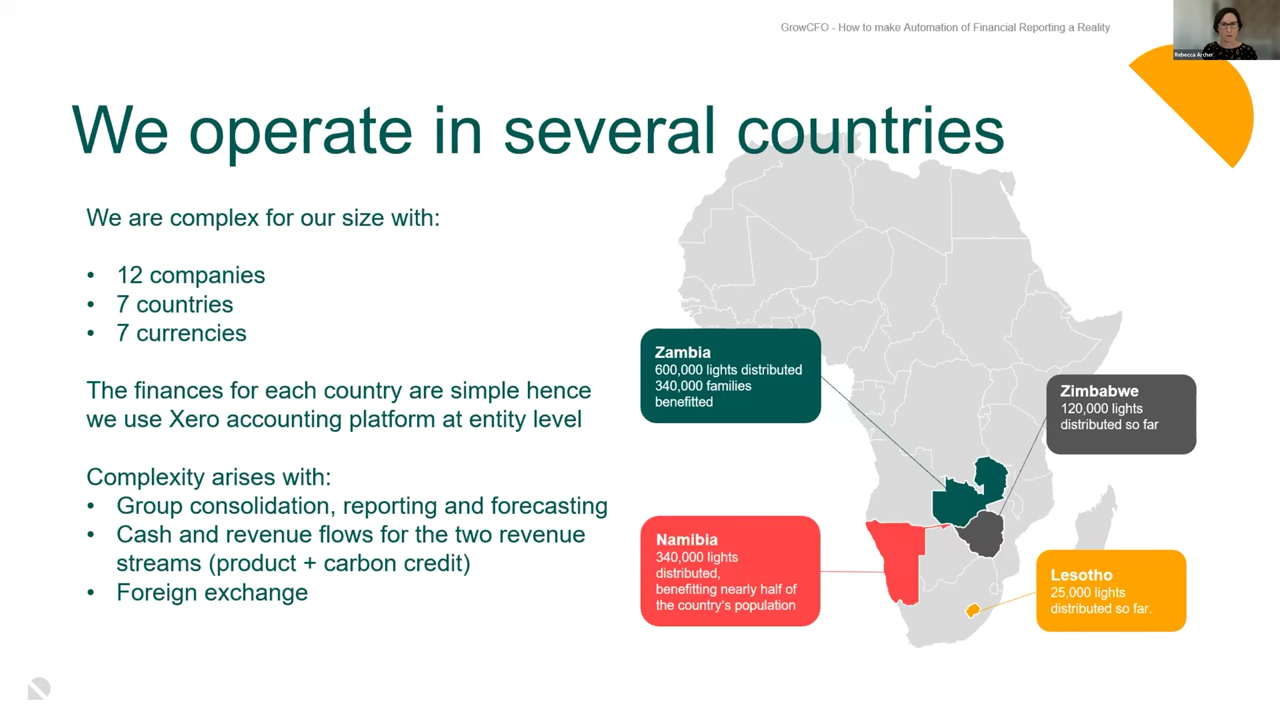 GrowCFO - How to make Automation of Financial Reporting a Reality
Rebecca Archer
We operate in several countries
We are complex for our size with:
• 12 companies
• 7 countries
• 7 currencies
The finances for each country are simple hence
we use Xero accounting platform at entity level
Complexity arises with:
• Group consolidation, reporting and forecasting
• Cash and revenue flows for the two revenue
streams (product + carbon credit)
• Foreign exchange
Zambia
600,000 lights distributed
340,000 families
benefitted
Zimbabwe
120,000 lights
distributed so far
Namibia
340,000 lights
distributed,
benefitting nearly half of
the country's population
Lesotho
25,000 lights
distributed so far.